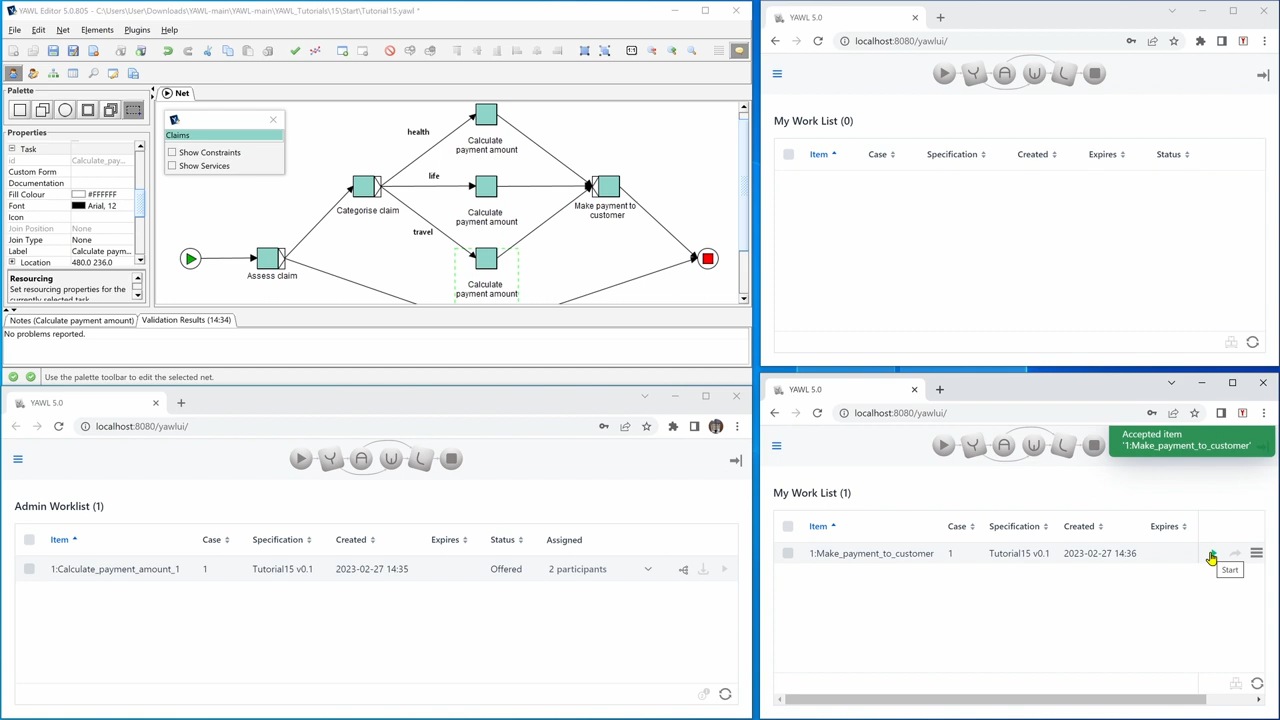 YAWL Editor 5.0.805 - C:\Users\User\Downloads\YAWL-main\YAWL-main\YAWL_Tutorials\15\Start\Tutorial15.yawl *
File Edit Net Elements Plugins Help
Palette
Properties
Task
id Calculate_pay...
Custom Form
Documentation
Fill Colour #FFFFFF
Font Arial, 12
Icon
Join Position None
Join Type None
Label Calculate paym...
Location 480.0 236.0
Resourcing
Set resourcing properties for the
currently selected task.
Net
Claims
Show Constraints
Show Services
health
Calculate
payment amount
life
Categorise claim
Calculate
payment amount
Make payment to
customer
travel
Assess claim
Calculate
payment amount
Notes (Calculate payment amount) Validation Results (14:34)
No problems reported.
Use the palette toolbar to edit the selected net.
YAWL 5.0
localhost:8080/yawlui/
Y A W L
My Work List (0)
Item Case Specification Created Expires Status
YAWL 5.0
localhost:8080/yawlui/
Y A W L
Admin Worklist (1)
Item Case Specification Created Expires Status Assigned
1:Calculate_payment_amount_1 1 Tutorial15 v0.1 2023-02-27 14:35 Offered 2 participants
YAWL 5.0
localhost:8080/yawlui/
Y A W L
Accepted item
'1:Make_payment_to_customer'
My Work List (1)
Item Case Specification Created Expires
1:Make_payment_to_customer 1 Tutorial15 v0.1 2023-02-27 14:36
Start